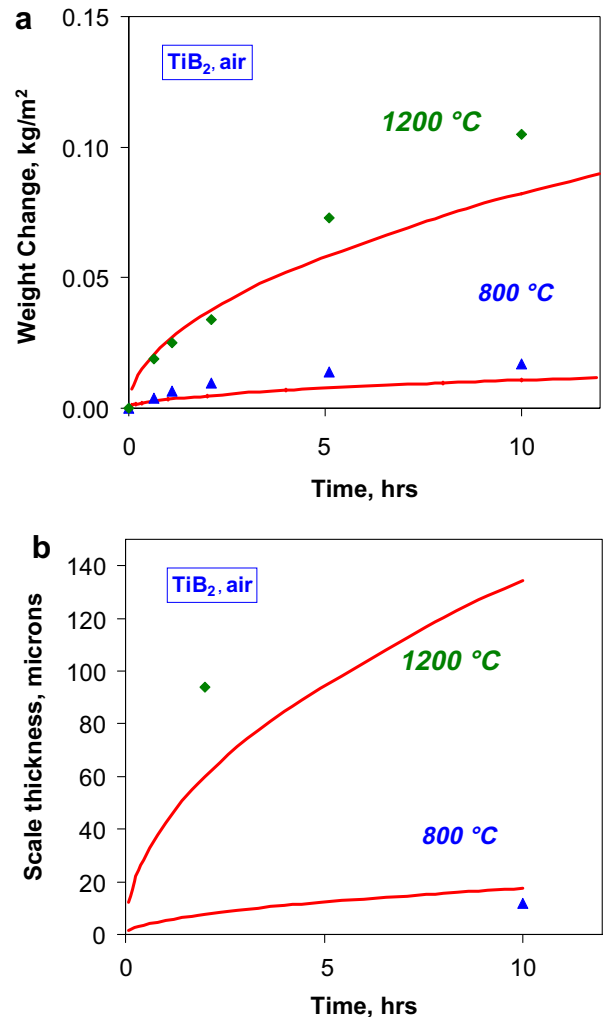 a
0.15
TiB₂, air
1200 °C
0.10
Weight Change, kg/m²
800 °C
0.05
0.00
0 5 10
Time, hrs
b
140
TiB₂, air
120
1200 °C
100
80
Scale thickness, microns
60
800 °C
40
20
0
0 5 10
Time, hrs